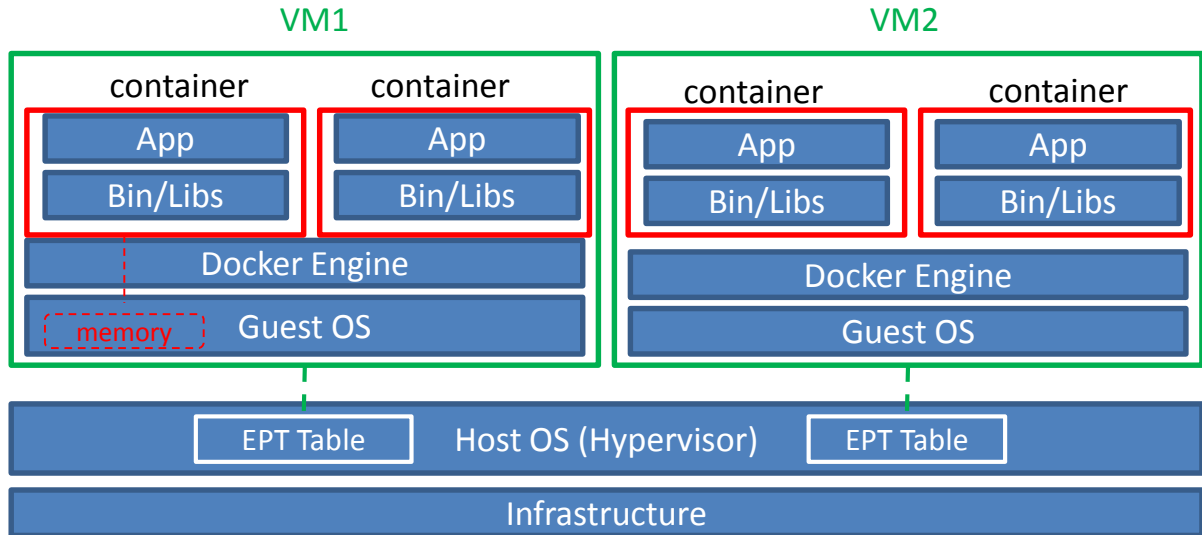 VM1
VM2
container
container
container
container
App
App
App
App
Bin/Libs
Bin/Libs
Bin/Libs
Bin/Libs
Docker Engine
Docker Engine
memory
Guest OS
Guest OS
EPT Table
Host OS (Hypervisor)
EPT Table
Infrastructure